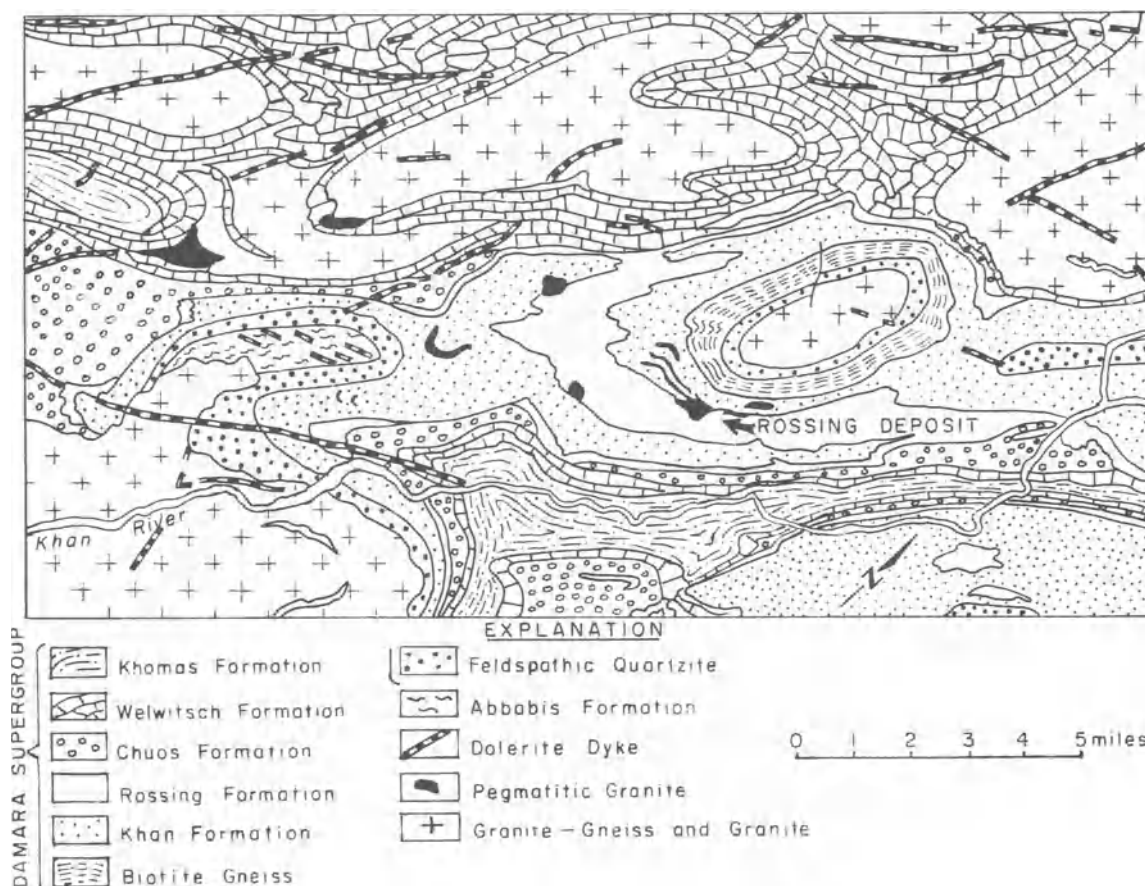 ROSSING DEPOSIT
Khan River
N
EXPLANATION
DAMARA SUPERGROUP
Khomas Formation
Welwitsch Formation
Chuos Formation
Rossing Formation
Khan Formation
Biotite Gneiss
Feldspathic Quartzite
Abbabis Formation
Dolerite Dyke
Pegmatitic Granite
Granite-Gneiss and Granite
0 1 2 3 4 5 miles